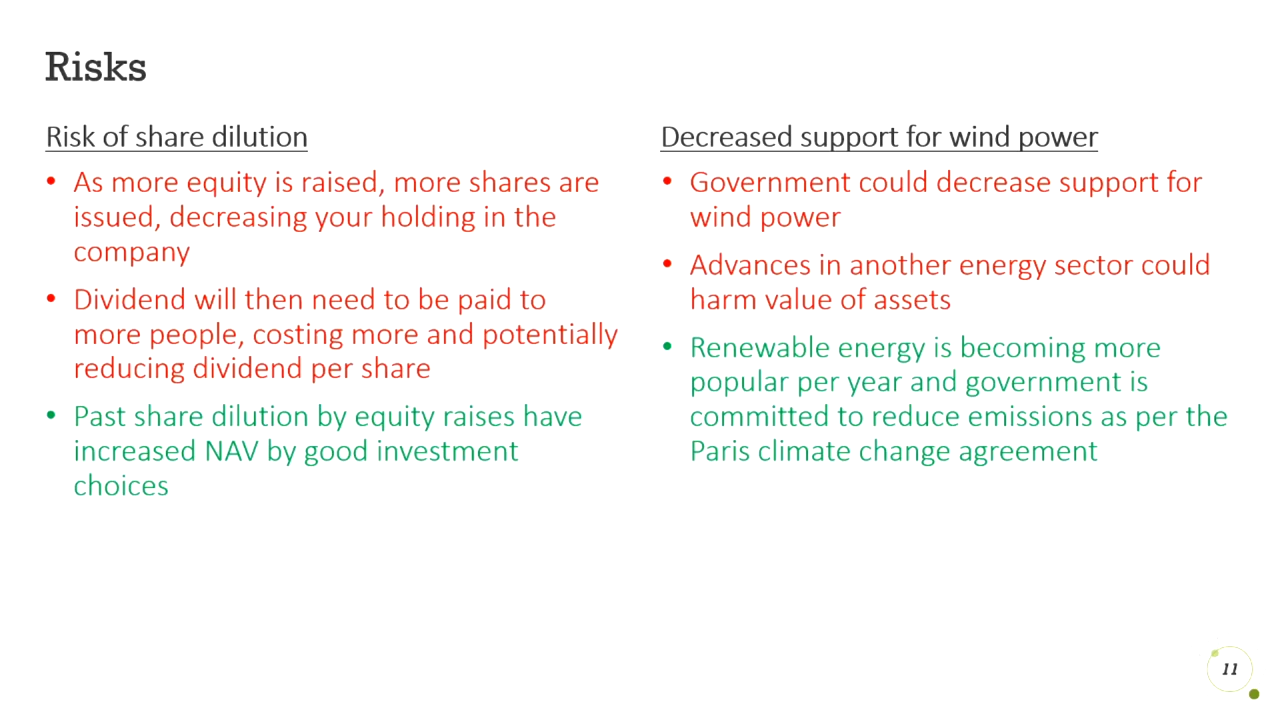 Risks
Risk of share dilution
• As more equity is raised, more shares are
issued, decreasing your holding in the
company
• Dividend will then need to be paid to
more people, costing more and potentially
reducing dividend per share
• Past share dilution by equity raises have
increased NAV by good investment
choices
Decreased support for wind power
• Government could decrease support for
wind power
• Advances in another energy sector could
harm value of assets
• Renewable energy is becoming more
popular per year and government is
committed to reduce emissions as per the
Paris climate change agreement
11